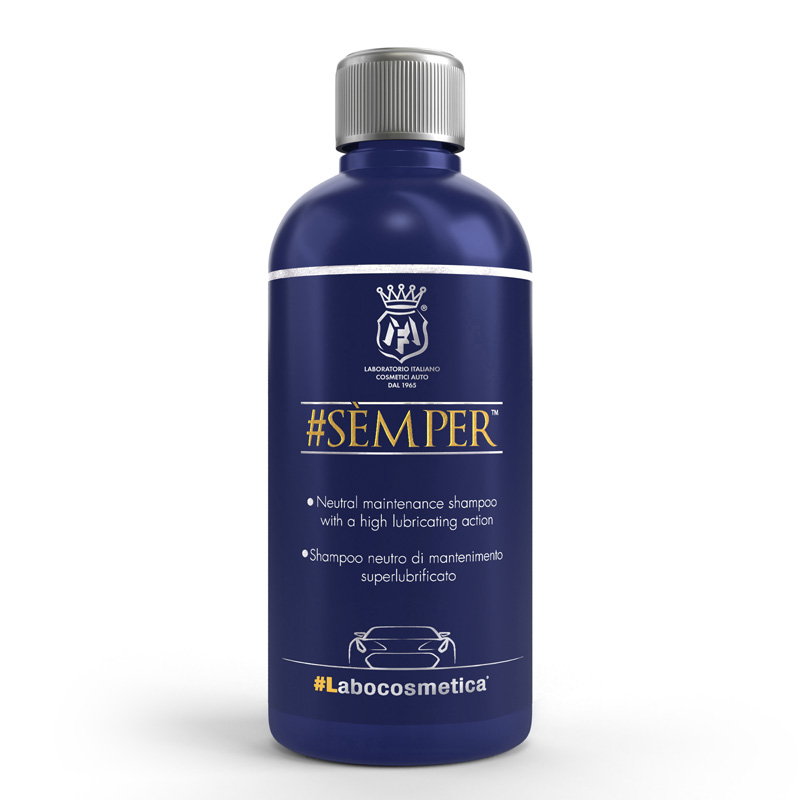 ®
LABORATORIO ITALIANO
COSMETICI AUTO
DAL 1965
#SÈMPER™
• Neutral maintenance shampoo
with a high lubricating action
• Shampoo neutro di mantenimento
superlubrificato
#Labocosmetica